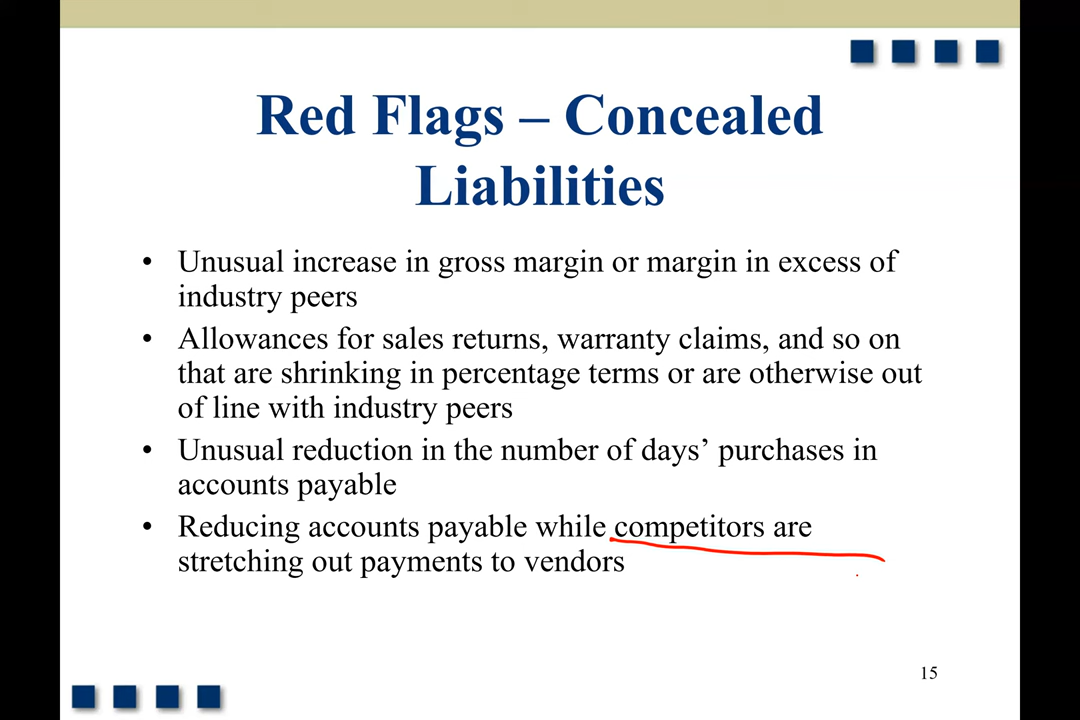 Red Flags – Concealed
Liabilities
• Unusual increase in gross margin or margin in excess of
industry peers
• Allowances for sales returns, warranty claims, and so on
that are shrinking in percentage terms or are otherwise out
of line with industry peers
• Unusual reduction in the number of days’ purchases in
accounts payable
• Reducing accounts payable while competitors are
stretching out payments to vendors
15